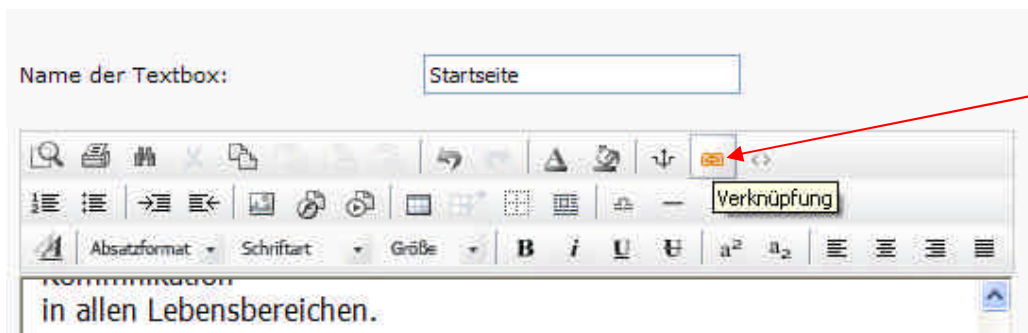 Name der Textbox: Startseite
Verknüpfung
Absatzformat Schriftart Größe B i U U a² a₂
in allen Lebensbereichen.